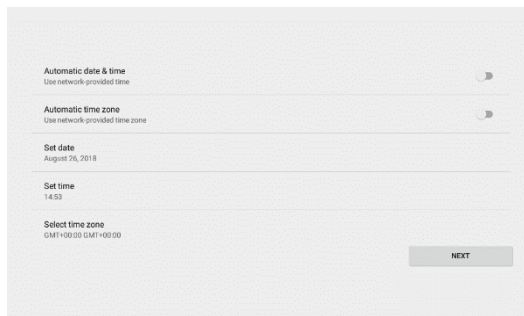 Automatic date & time
Use network-provided time
Automatic time zone
Use network-provided time zone
Set date
August 26, 2018
Set time
14:53
Select time zone
GMT+00:00 GMT+00:00
NEXT